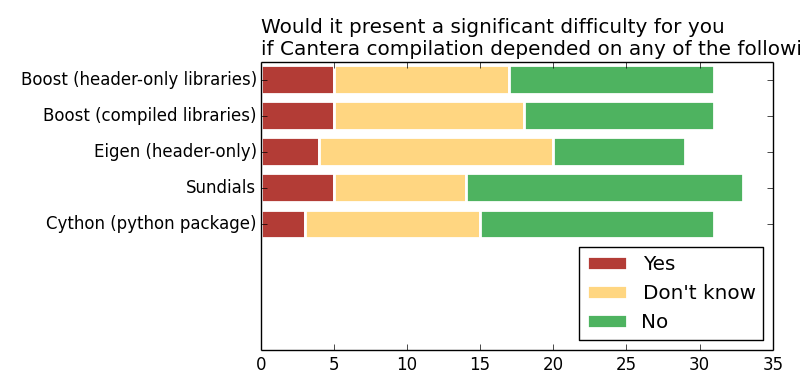 Would it present a significant difficulty for you
if Cantera compilation depended on any of the followi
Boost (header-only libraries)
Boost (compiled libraries)
Eigen (header-only)
Sundials
Cython (python package)
Yes
Don't know
No
0 5 10 15 20 25 30 35